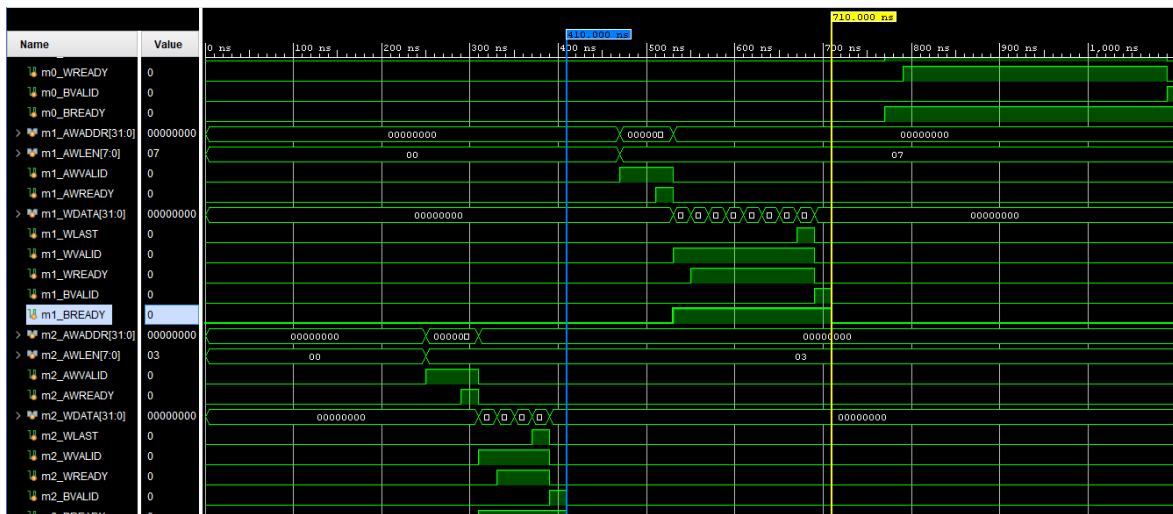 710.000 ns
410.000 ns
Name Value
0 ns 100 ns 200 ns 300 ns 400 ns 500 ns 600 ns 700 ns 800 ns 900 ns 1,000 ns
m0_WREADY 0
m0_BVALID 0
m0_BREADY 0
m1_AWADDR[31:0] 00000000 00000000 000000 00000000
m1_AWLEN[7:0] 07 00 07
m1_AWVALID 0
m1_AWREADY 0
m1_WDATA[31:0] 00000000 00000000 00000000
m1_WLAST 0
m1_WVALID 0
m1_WREADY 0
m1_BVALID 0
m1_BREADY 0
m2_AWADDR[31:0] 00000000 00000000 00000 00000000
m2_AWLEN[7:0] 03 00 03
m2_AWVALID 0
m2_AWREADY 0
m2_WDATA[31:0] 00000000 00000000 00000000
m2_WLAST 0
m2_WVALID 0
m2_WREADY 0
m2_BVALID 0